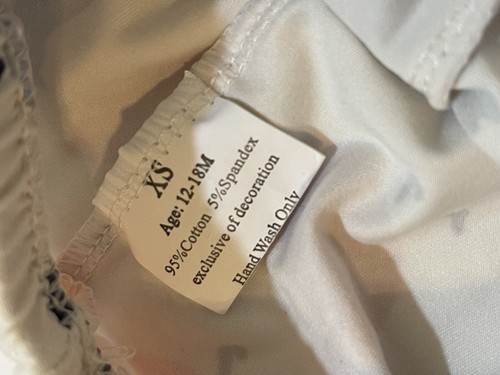 XS
Age: 12-18M
95%Cotton 5%Spandex
exclusive of decoration
Hand Wash Only